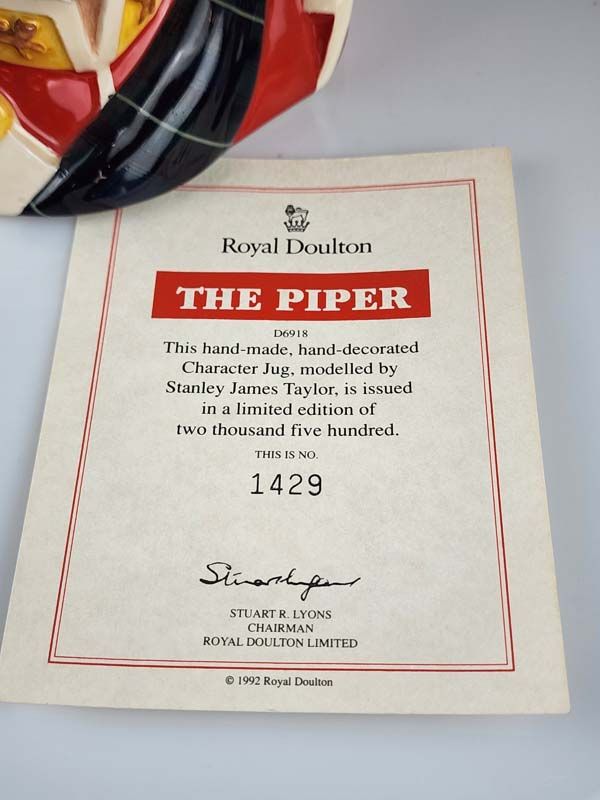 Royal Doulton
THE PIPER
D6918
This hand-made, hand-decorated
Character Jug, modelled by
Stanley James Taylor, is issued
in a limited edition of
two thousand five hundred.
THIS IS NO.
1429
STUART R. LYONS
CHAIRMAN
ROYAL DOULTON LIMITED
© 1992 Royal Doulton